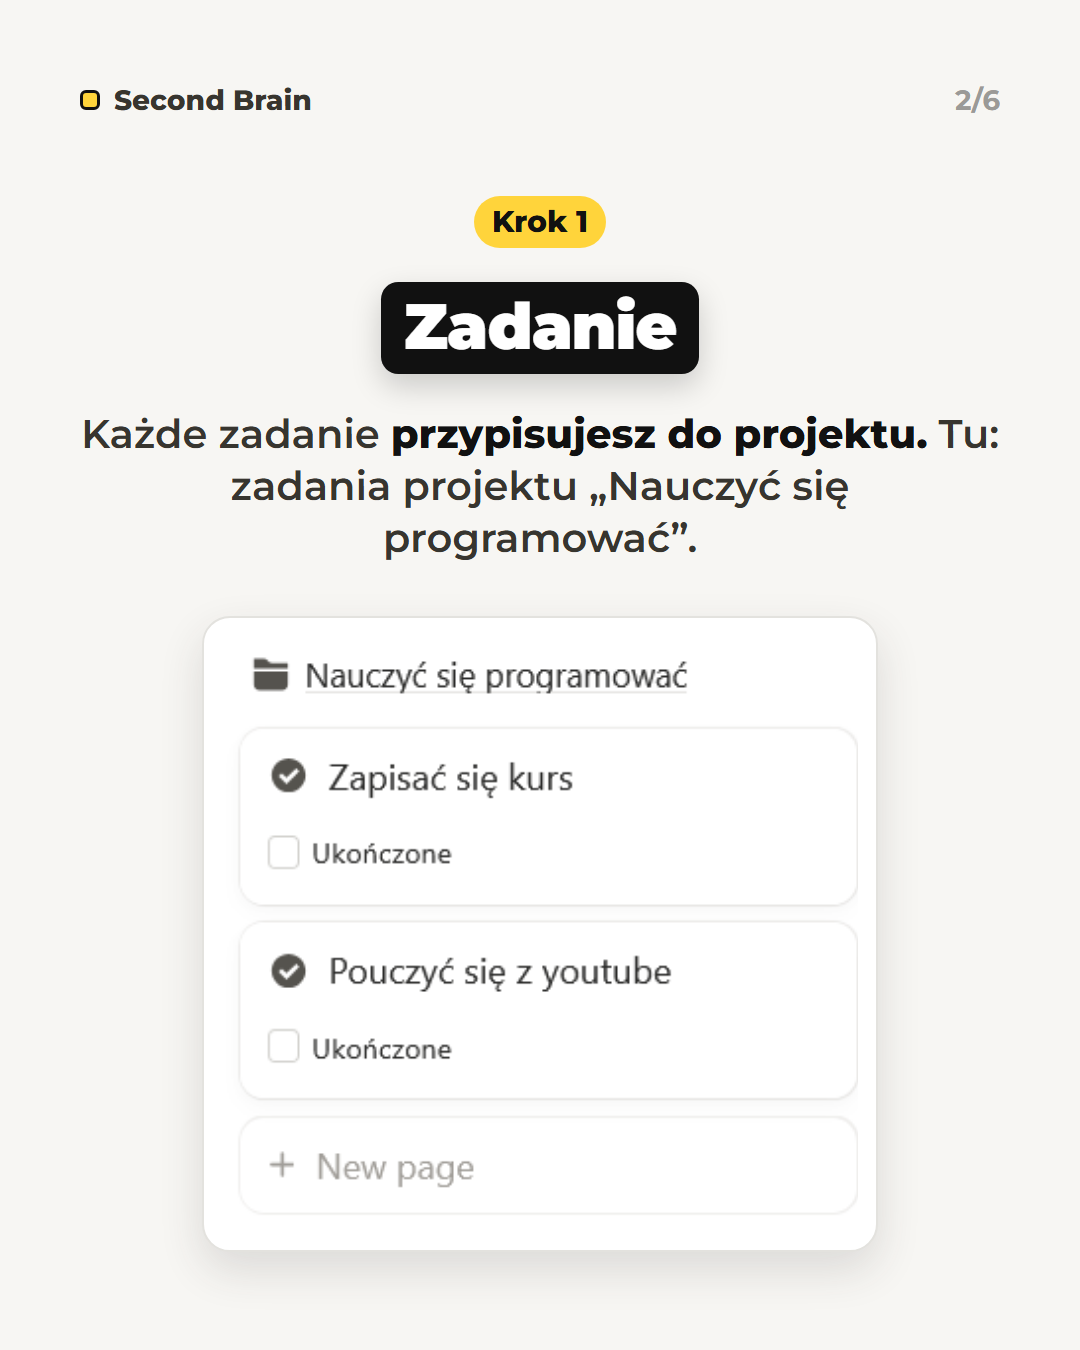 Second Brain
2/6
Krok 1
Zadanie
Każde zadanie przypisujesz do projektu. Tu:
zadania projektu „Nauczyć się
programować”.
Nauczyć się programować
Zapisać się kurs
Ukończone
Pouczyć się z youtube
Ukończone
+ New page